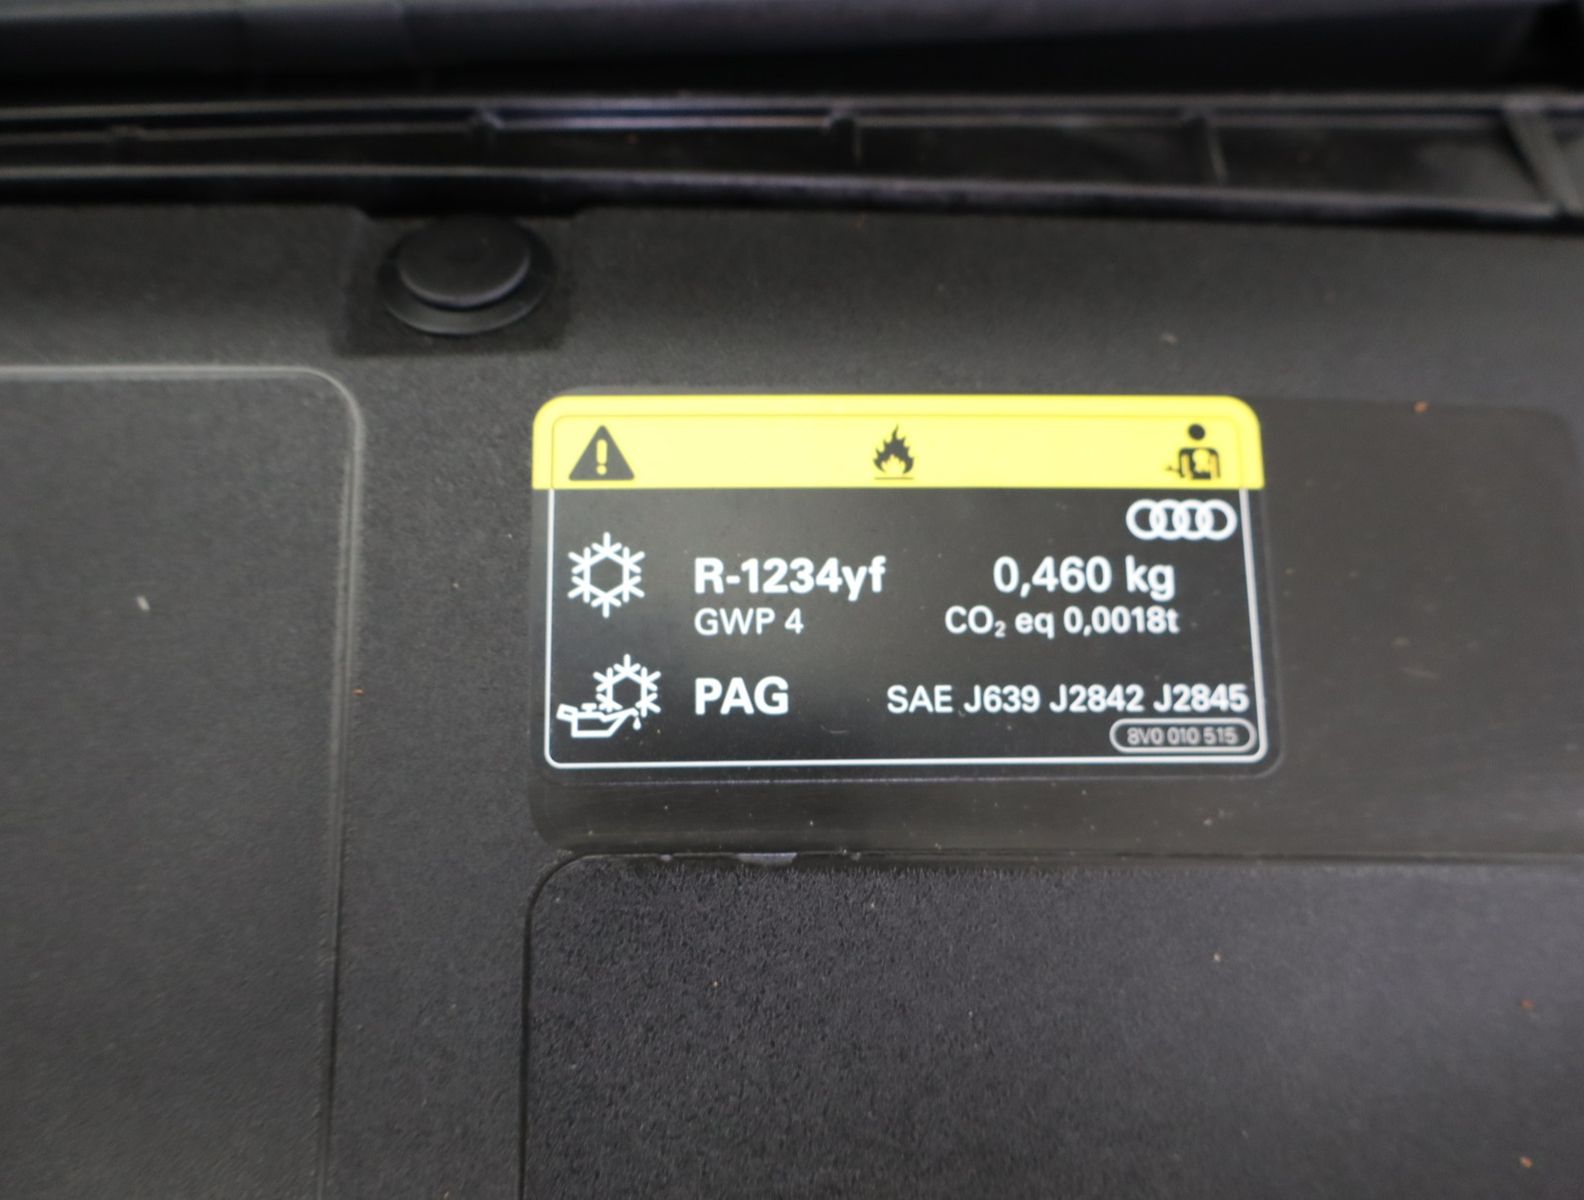 R-1234yf 0,460 kg
GWP 4 CO₂ eq 0,0018t
PAG SAE J639 J2842 J2845
8V0 010 515